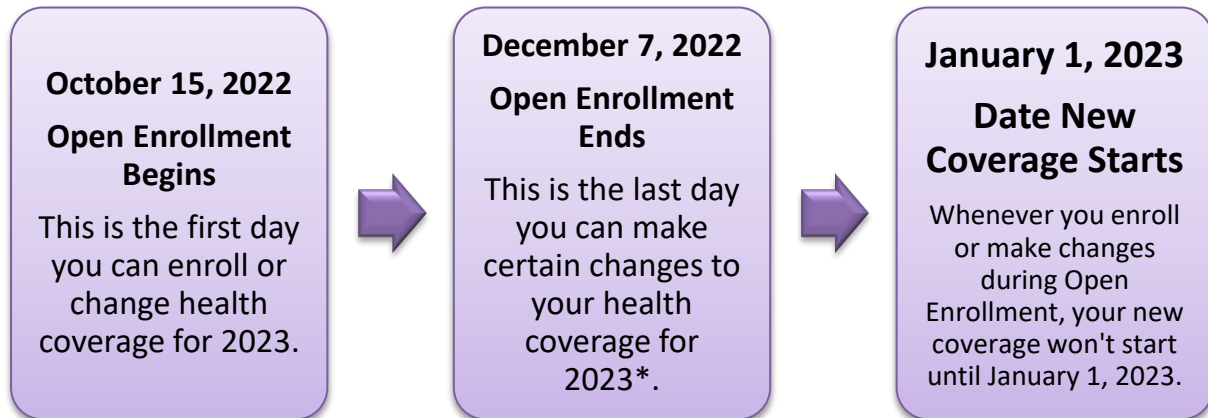 October 15, 2022
Open Enrollment
Begins
This is the first day
you can enroll or
change health
coverage for 2023.
December 7, 2022
Open Enrollment
Ends
This is the last day
you can make
certain changes to
your health
coverage for
2023*.
January 1, 2023
Date New
Coverage Starts
Whenever you enroll
or make changes
during Open
Enrollment, your new
coverage won't start
until January 1, 2023.